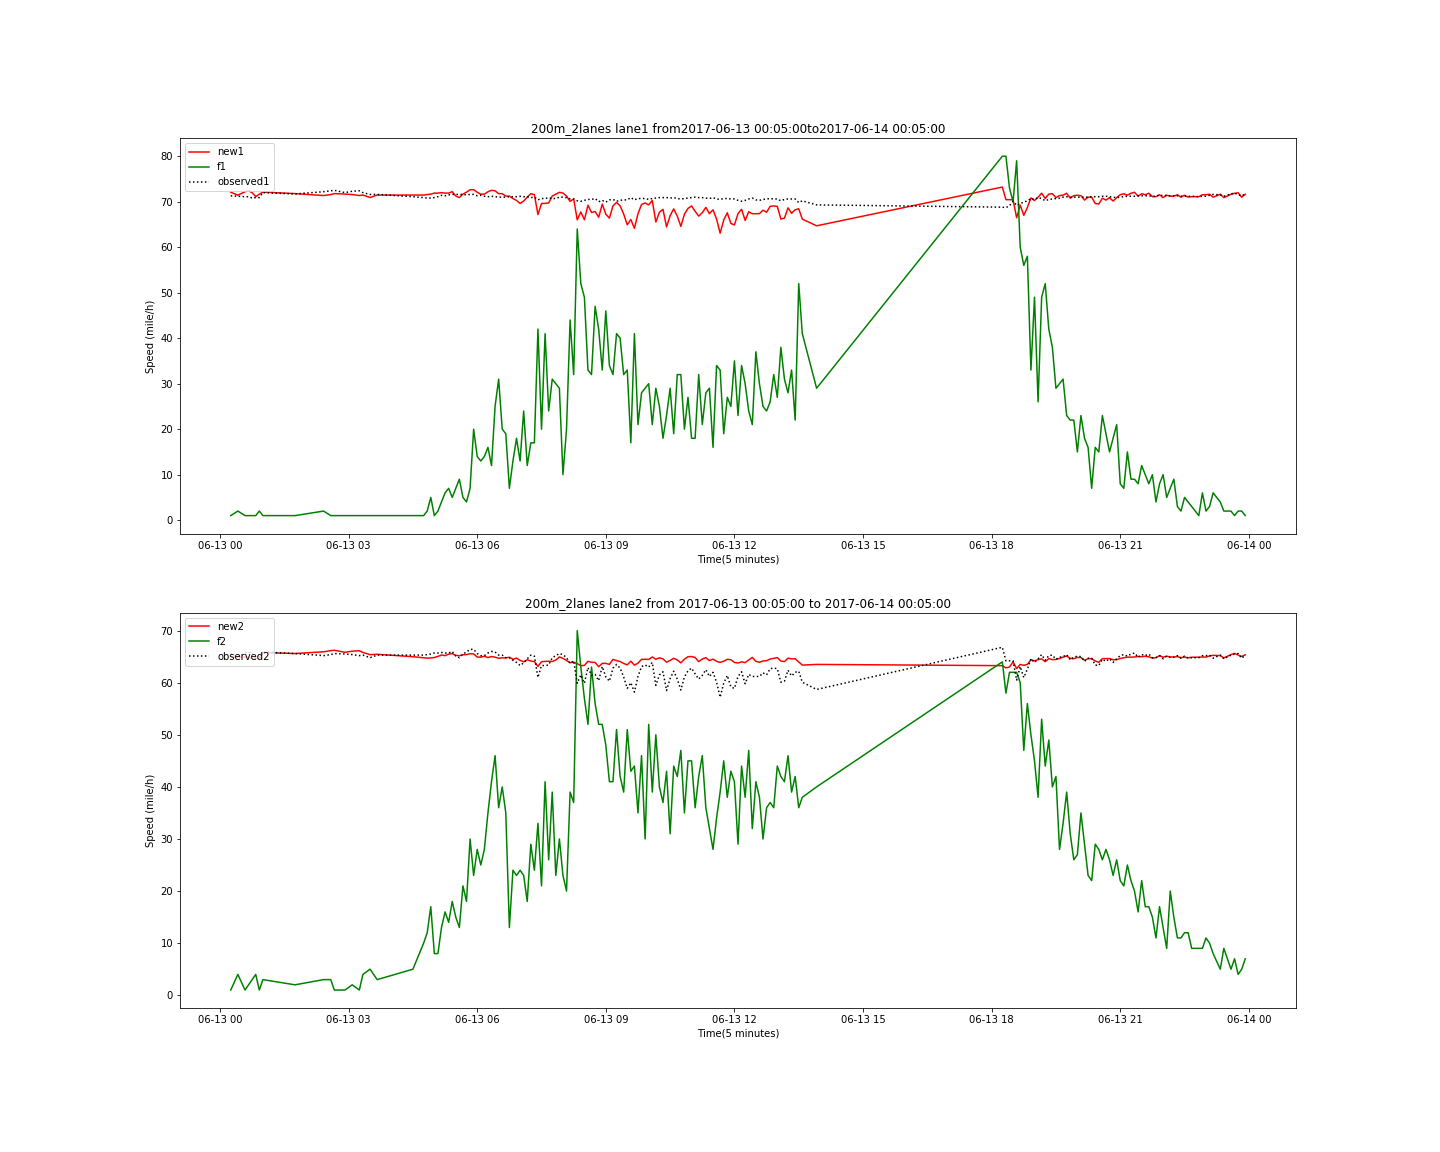 200m_2lanes lane1 from2017-06-13 00:05:00to2017-06-14 00:05:00
new1
f1
observed1
80
70
60
50
40
30
20
10
0
Speed (mile/h)
06-13 00 06-13 03 06-13 06 06-13 09 06-13 12 06-13 15 06-13 18 06-13 21 06-14 00
Time(5 minutes)
200m_2lanes lane2 from 2017-06-13 00:05:00 to 2017-06-14 00:05:00
new2
f2
observed2
70
60
50
40
30
20
10
0
Speed (mile/h)
06-13 00 06-13 03 06-13 06 06-13 09 06-13 12 06-13 15 06-13 18 06-13 21 06-14 00
Time(5 minutes)